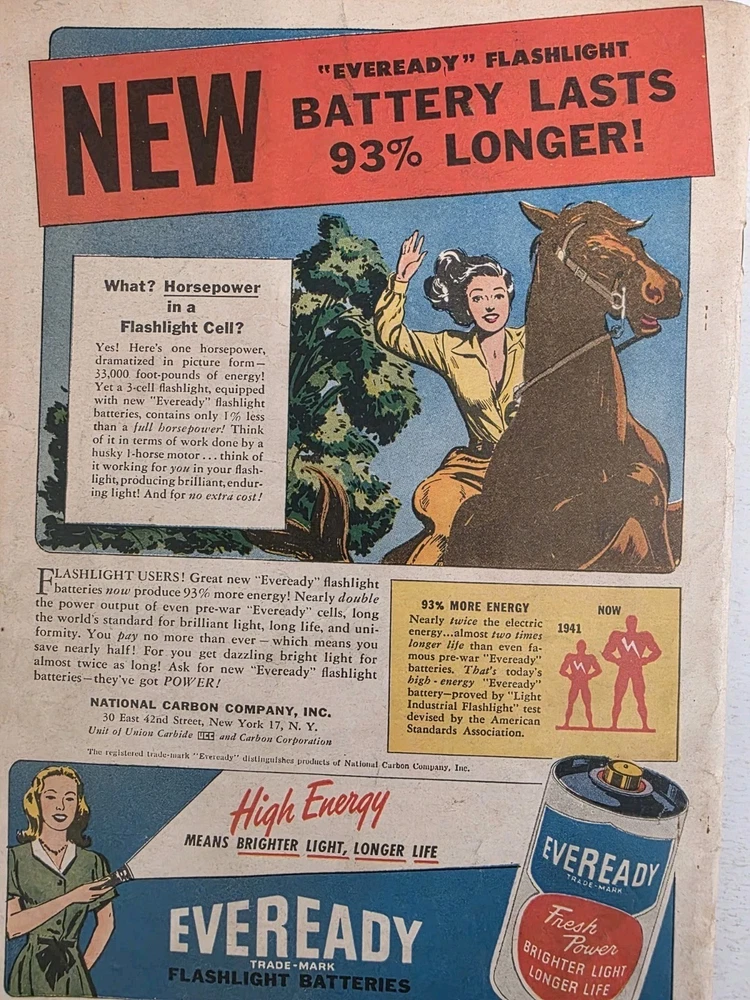 NEW
"EVEREADY" FLASHLIGHT
BATTERY LASTS
93% LONGER!
What? Horsepower
in a
Flashlight Cell?
Yes! Here's one horsepower,
dramatized in picture form—
33,000 foot-pounds of energy!
Yet a 3-cell flashlight, equipped
with new "Eveready" flashlight
batteries, contains only 1% less
than a full horsepower! Think
of it in terms of work done by a
husky 1-horse motor... think of
it working for you in your flash-
light, producing brilliant, endur-
ing light! And for no extra cost!
FLASHLIGHT USERS! Great new "Eveready" flashlight
batteries now produce 93% more energy! Nearly double
the power output of even pre-war "Eveready" cells, long
the world's standard for brilliant light, long life, and uni-
formity. You pay no more than ever—which means you
save nearly half! For you get dazzling bright light for
almost twice as long! Ask for new "Eveready" flashlight
batteries—they've got POWER!
NATIONAL CARBON COMPANY, INC.
30 East 42nd Street, New York 17, N. Y.
Unit of Union Carbide UCC and Carbon Corporation
The registered trade-mark "Eveready" distinguishes products of National Carbon Company, Inc.
93% MORE ENERGY
Nearly twice the electric
energy...almost two times
longer life than even fa-
mous pre-war "Eveready"
batteries. That's today's
high-energy "Eveready"
battery—proved by "Light
Industrial Flashlight" test
devised by the American
Standards Association.
1941
NOW
High Energy
MEANS BRIGHTER LIGHT, LONGER LIFE
EVEREADY
TRADE-MARK
FLASHLIGHT BATTERIES
EVEREADY
TRADE-MARK
Fresh
Power
BRIGHTER LIGHT
LONGER LIFE